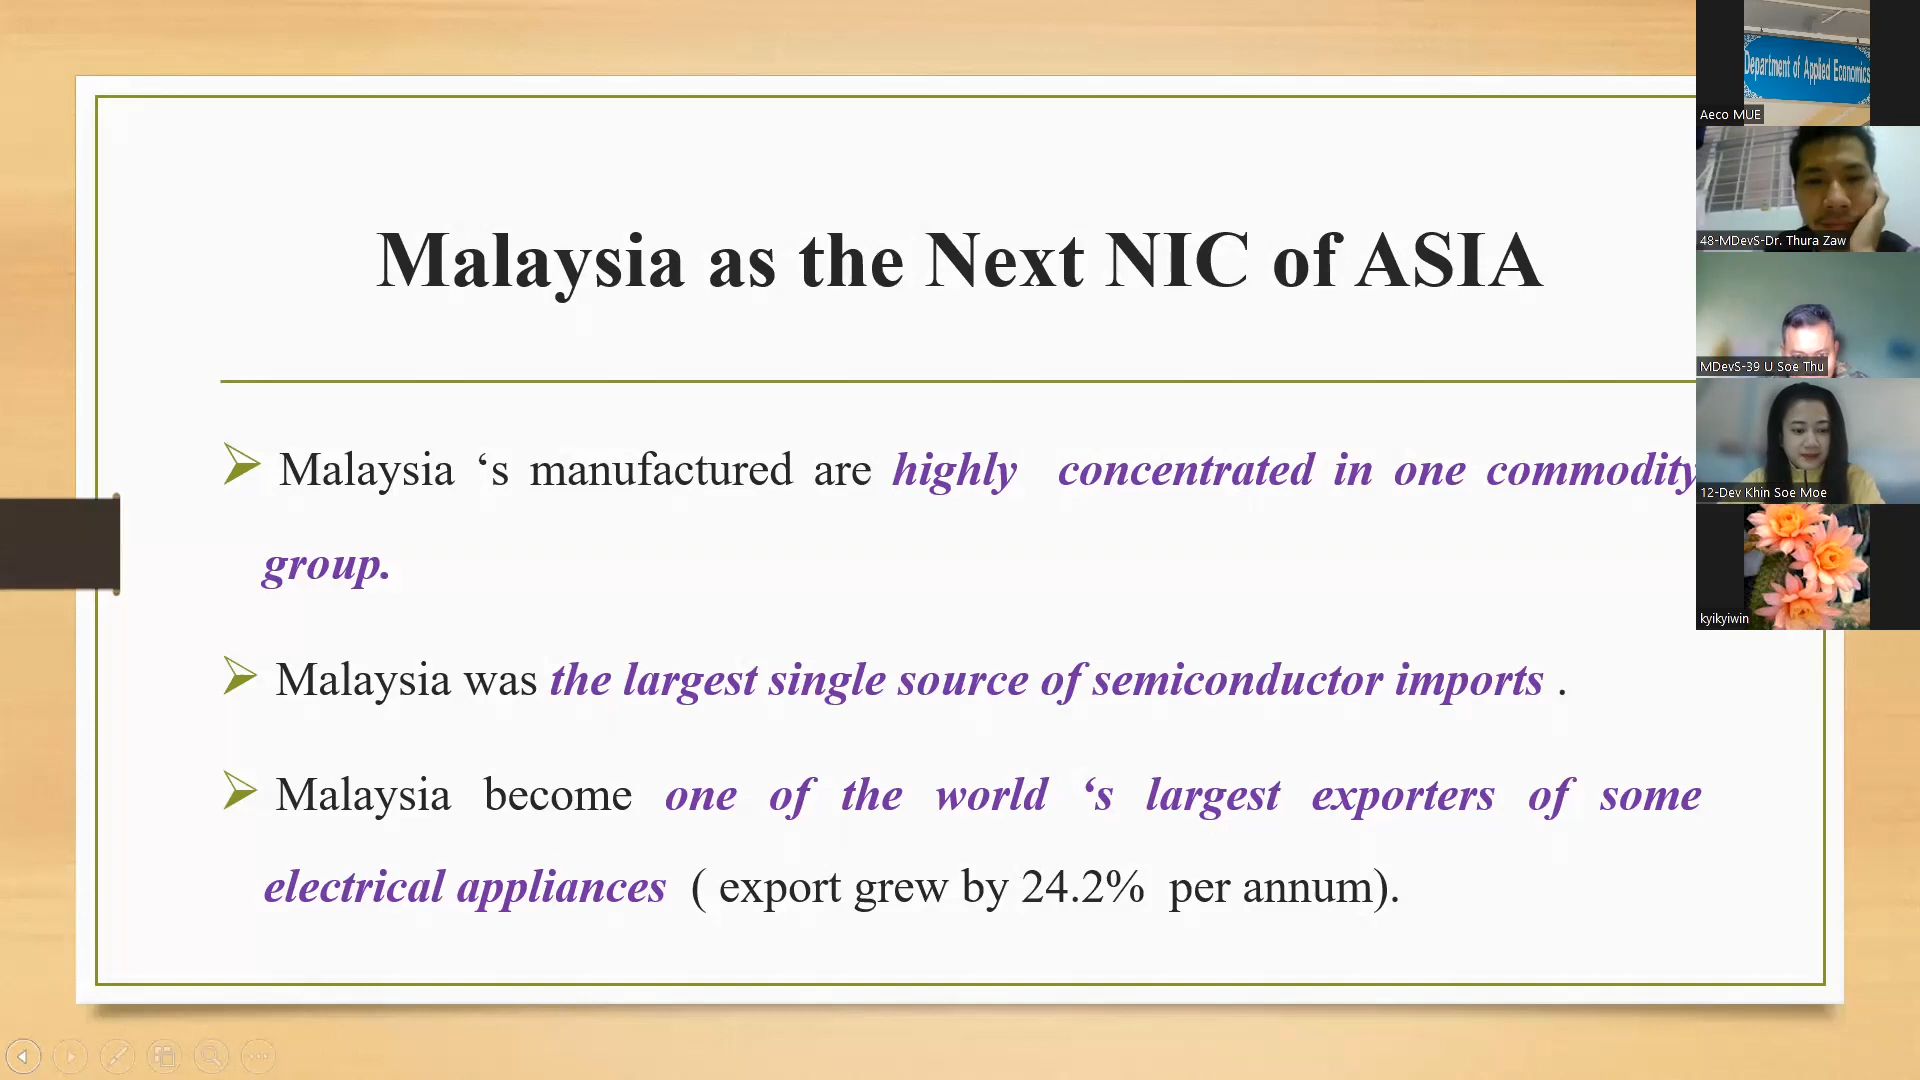 Malaysia as the Next NIC of ASIA
Malaysia ‘s manufactured are highly concentrated in one commodity
group.
Malaysia was the largest single source of semiconductor imports .
Malaysia become one of the world ‘s largest exporters of some
electrical appliances ( export grew by 24.2% per annum).
Department of Applied Economics
Aeco MUE
48-MDevS-Dr. Thura Zaw
MDevS-39 U Soe Thu
12-Dev Khin Soe Moe
kyikyiwin